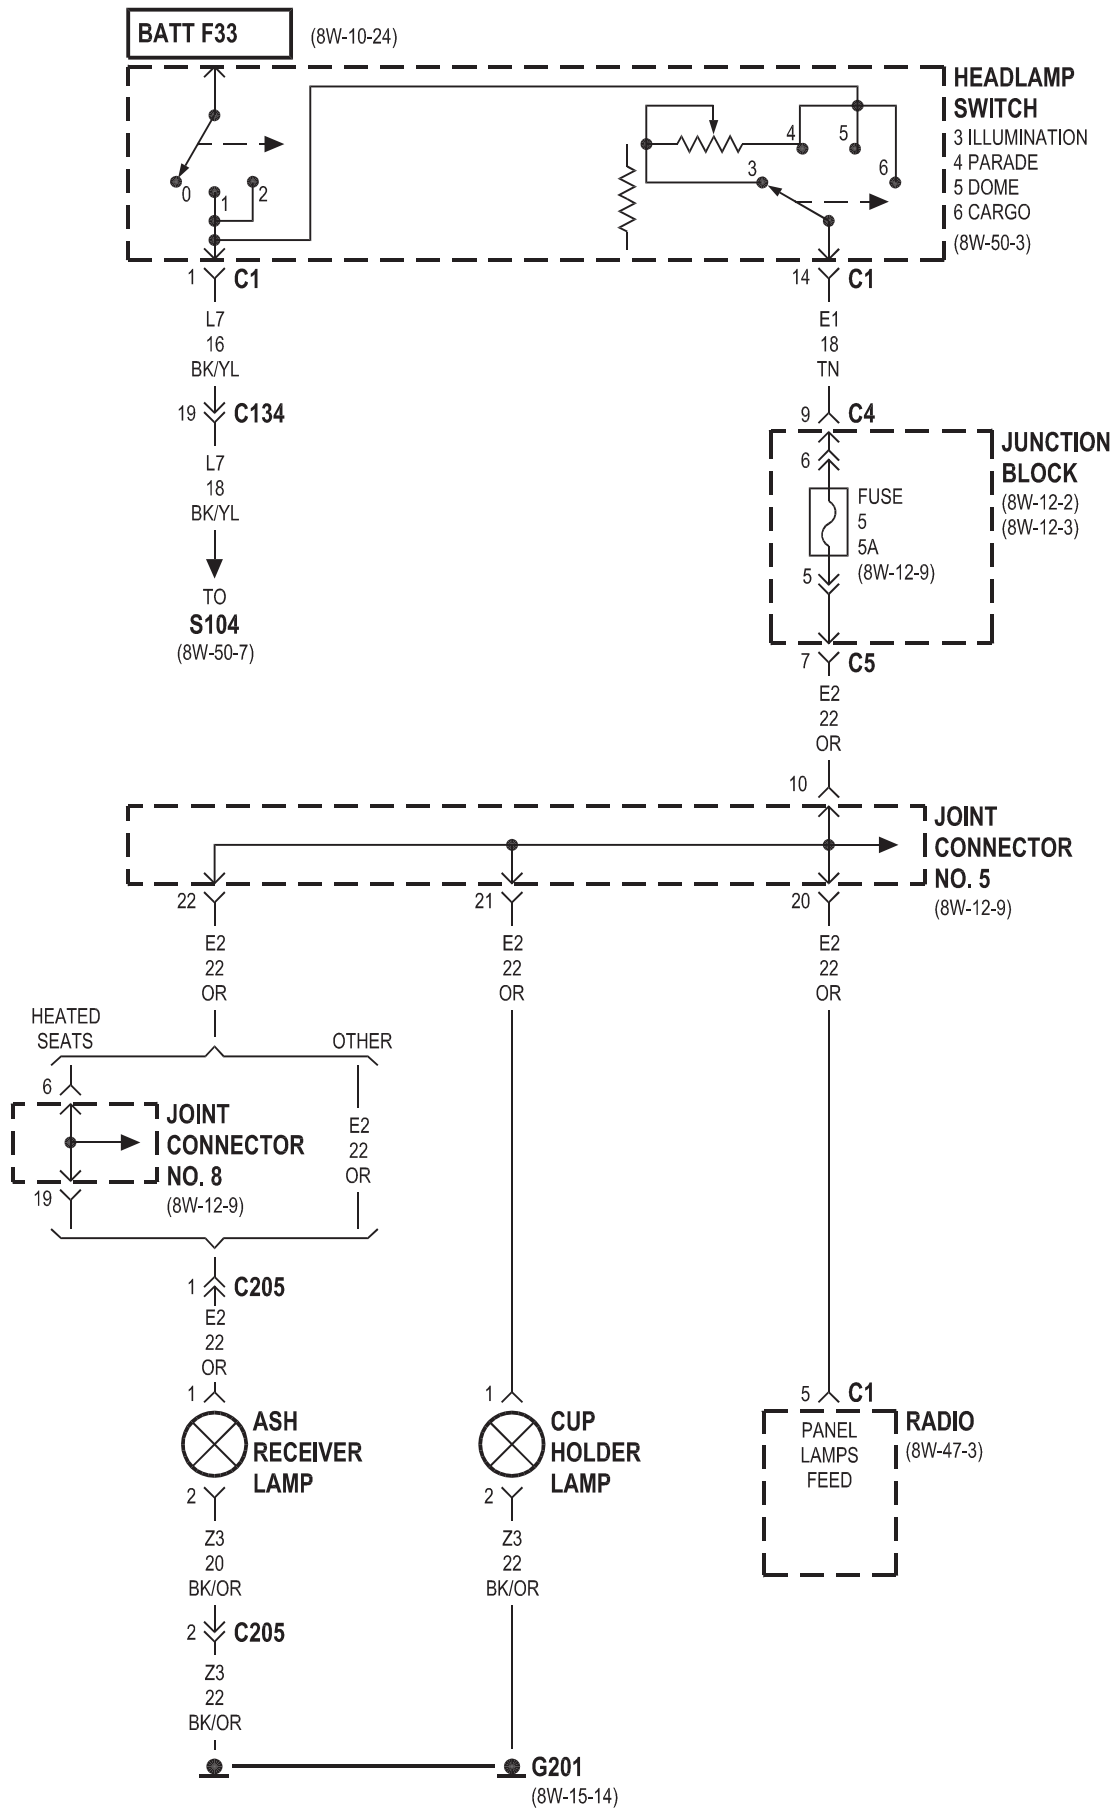 BATT F33
(8W-10-24)
HEADLAMP
SWITCH
3 ILLUMINATION
4 PARADE
5 DOME
6 CARGO
(8W-50-3)
0
1
2
3
4
5
6
1
C1
14
C1
L7
16
BK/YL
E1
18
TN
19
C134
9
C4
L7
18
BK/YL
TO
S104
(8W-50-7)
JUNCTION
BLOCK
(8W-12-2)
(8W-12-3)
6
FUSE
5
5A
(8W-12-9)
5
7
C5
E2
22
OR
10
JOINT
CONNECTOR
NO. 5
(8W-12-9)
22
21
20
E2
22
OR
E2
22
OR
E2
22
OR
HEATED
SEATS
OTHER
6
JOINT
CONNECTOR
NO. 8
(8W-12-9)
19
E2
22
OR
1
C205
E2
22
OR
1
ASH
RECEIVER
LAMP
2
1
CUP
HOLDER
LAMP
2
5
C1
RADIO
(8W-47-3)
PANEL
LAMPS
FEED
Z3
20
BK/OR
Z3
22
BK/OR
2
C205
Z3
22
BK/OR
G201
(8W-15-14)